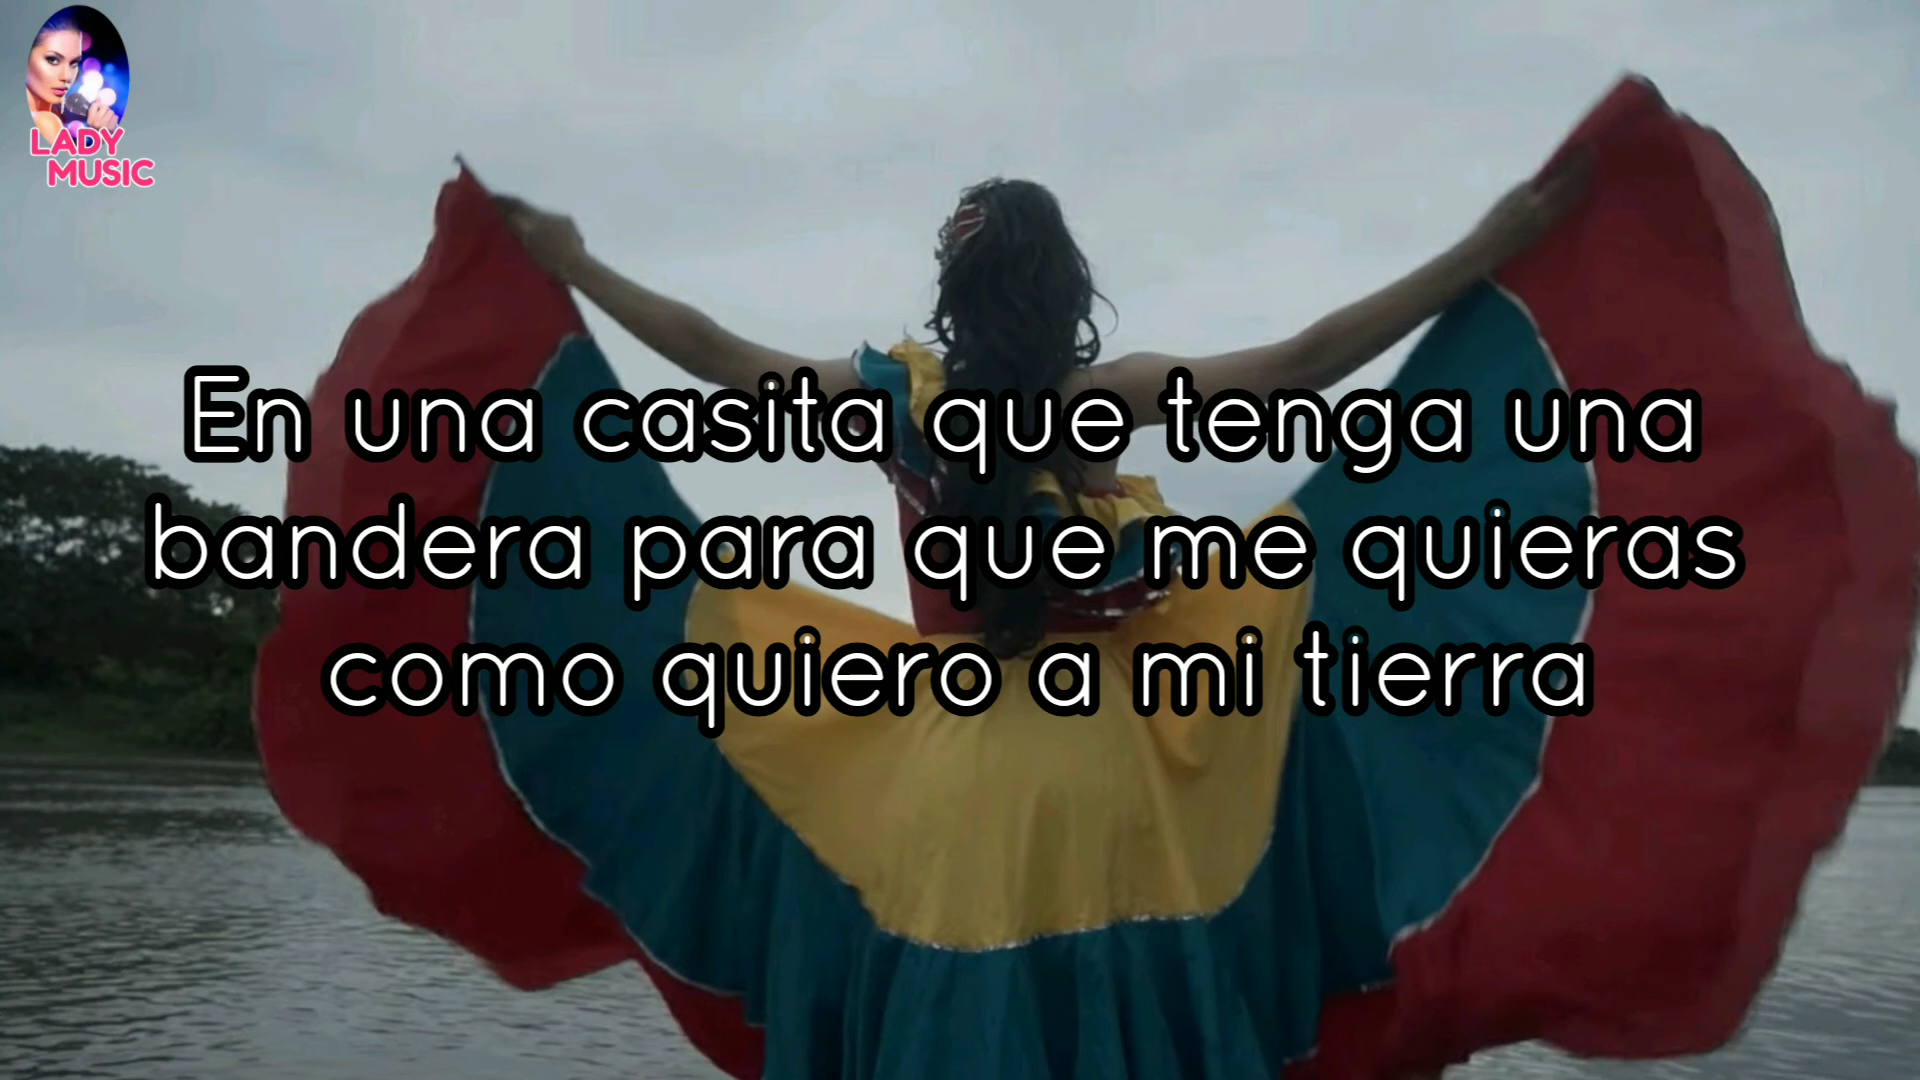 LADY
MUSIC
En una casita que tenga una
bandera para que me quieras
como quiero a mi tierra